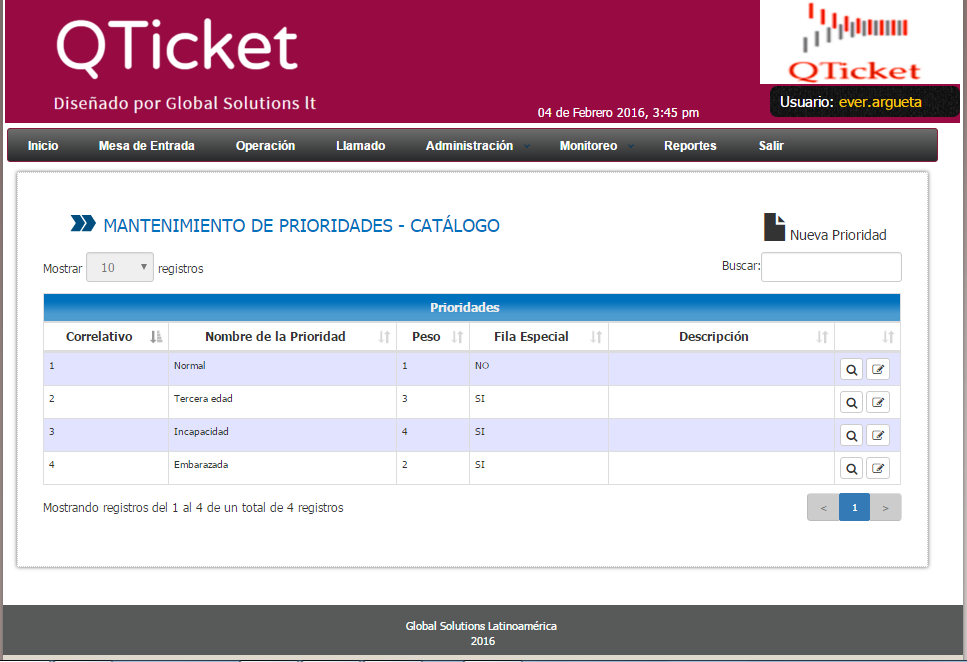 QTicket
Diseñado por Global Solutions lt
QTicket
04 de Febrero 2016, 3:45 pm
Usuario: ever.argueta
Inicio Mesa de Entrada Operación Llamado Administración Monitoreo Reportes Salir
MANTENIMIENTO DE PRIORIDADES - CATÁLOGO
Nueva Prioridad
Mostrar 10 registros
Buscar:
Prioridades
Correlativo Nombre de la Prioridad Peso Fila Especial Descripción
1 Normal 1 NO
2 Tercera edad 3 SI
3 Incapacidad 4 SI
4 Embarazada 2 SI
Mostrando registros del 1 al 4 de un total de 4 registros
< 1 >
Global Solutions Latinoamérica
2016